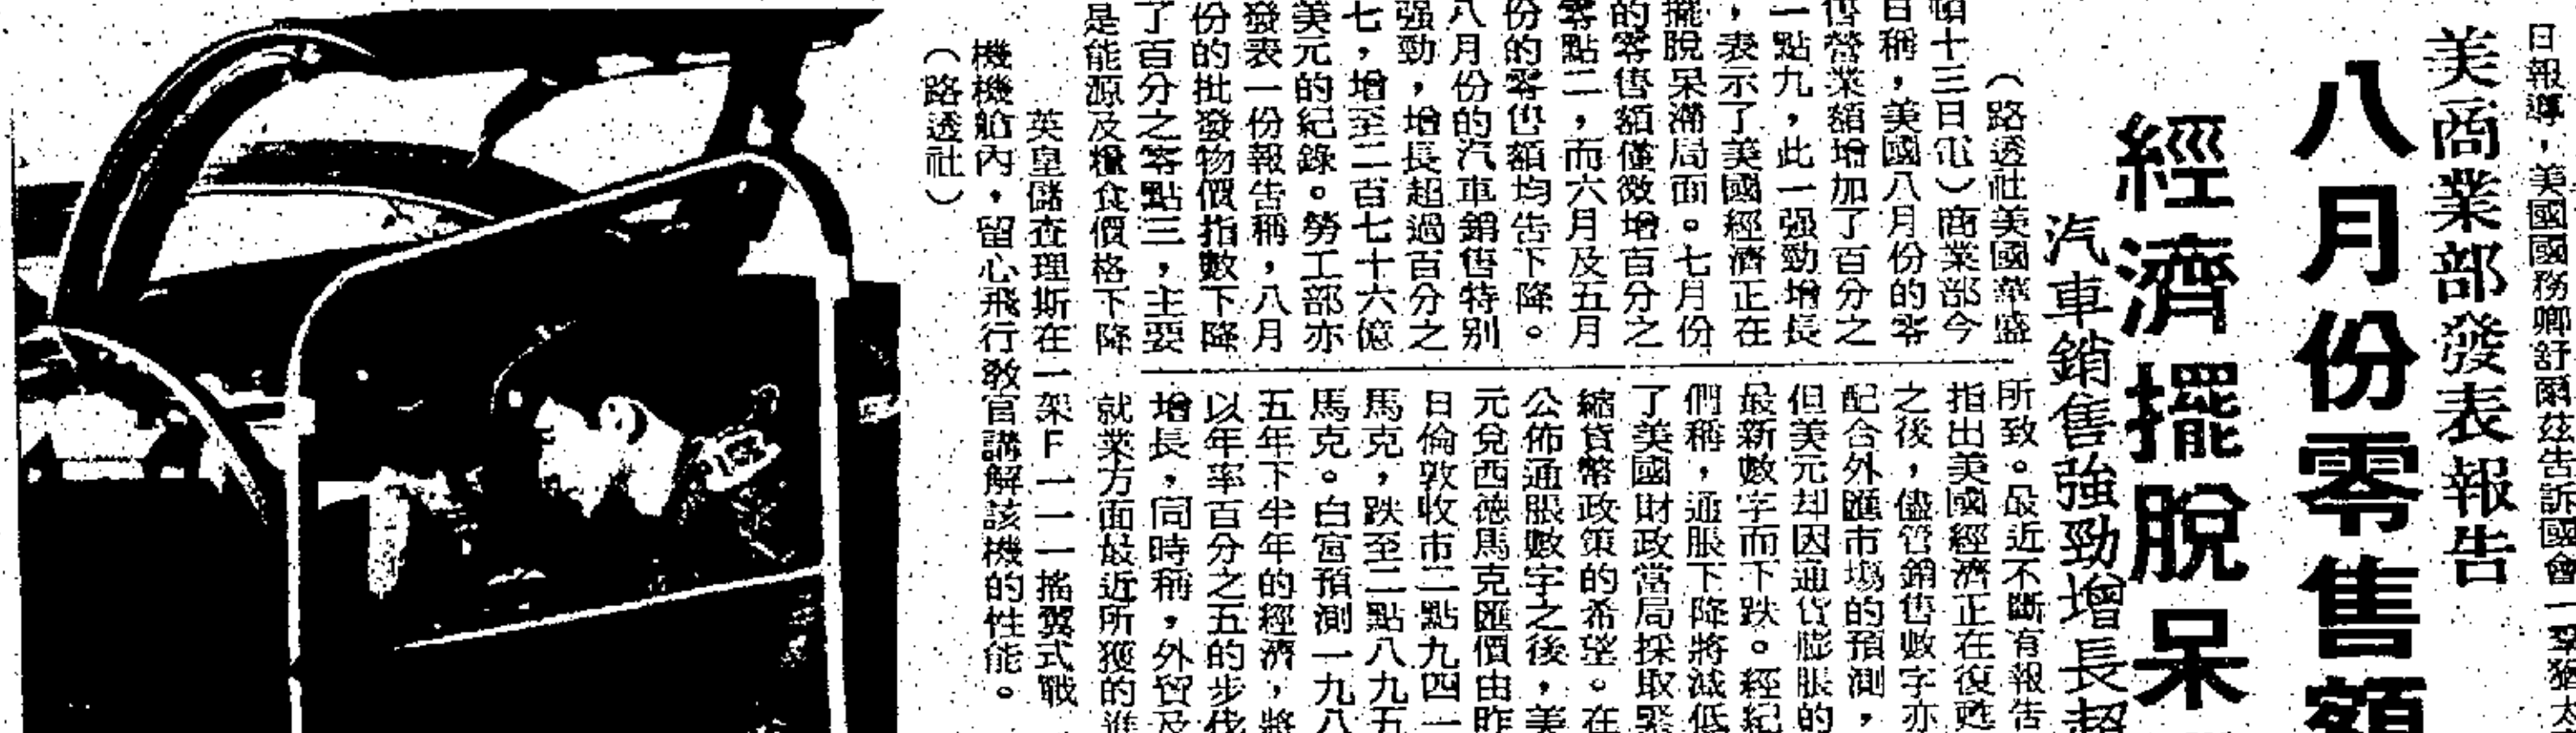 日報導，美國國務卿舒爾茲告訴國會一羣猶太
美商業部發表報告
八月份零售額
經濟擺脫呆
汽車銷售強勁增長超
（路透社美國華盛
頓十三日電）商業部今
日稱，美國八月份的零
售營業額增加了百分之
一點九，此一强勁增長
，表示了美國經濟正在
擺脫呆滯局面。七月份
的零售額僅微增百分之
零點二，而六月及五月
份的零售額均告下降。
八月份的汽車銷售特別
强勁，增長超過百分之
七，增至二百七十六億
美元的紀錄。勞工部亦
發表一份報告稱，八月
份的批發物價指數下降
了百分之零點三，主要
是能源及糧食價格下降
所致。最近不斷有報告
指出美國經濟正在復甦
之後，儘管銷售數字亦
配合外匯市場的預測，
但美元却因通貨膨脹的
最新數字而下跌。經紀
們稱，通脹下降將減低
了美國財政當局採取緊
縮貨幣政策的希望。在
公佈通脹數字之後，美
元兌西德馬克匯價由昨
日倫敦收市二點九四一
馬克，跌至二點八九五
馬克。白宮預測一九八
五年下半年的經濟，將
以年率百分之五的步伐
增長，同時稱，外貿及
就業方面最近所獲的進
英皇儲查理斯在一架F一一一搖翼式戰
機機艙內，留心飛行教官講解該機的性能。
（路透社）